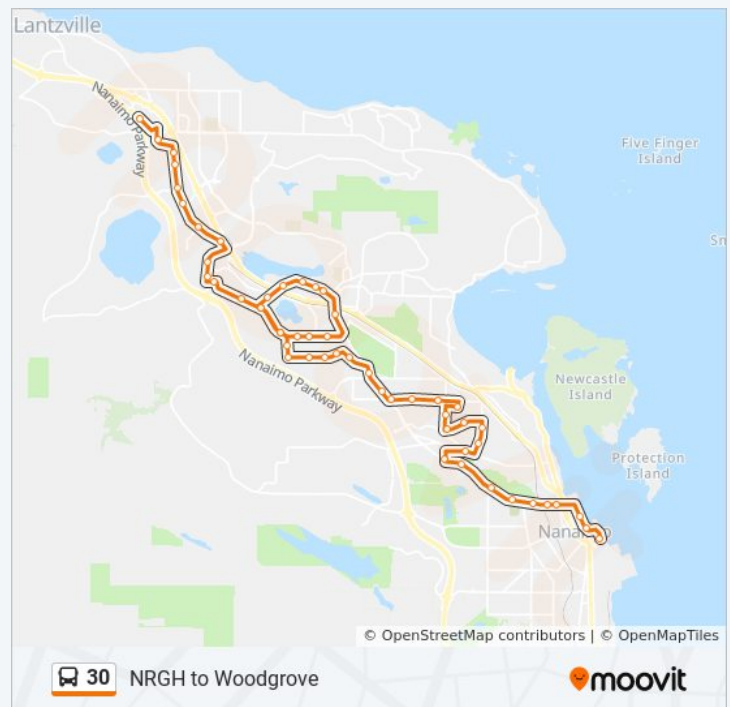 Lantzville
Nanaimo Parkway
Five Finger
Island
Sn
Nanaimo Parkway
Newcastle
Island
Protection
Island
Nanaimo
© OpenStreetMap contributors | © OpenMapTiles
30 NRGH to Woodgrove
moovit